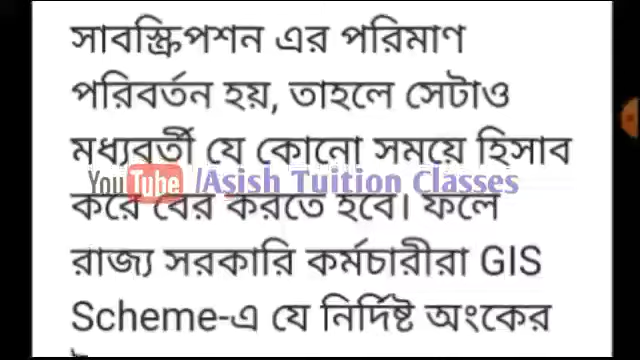 সাবস্ক্রিপশন এর পরিমাণ
পরিবর্তন হয়, তাহলে সেটাও
মধ্যবর্তী যে কোনো সময়ে হিসাব
YouTube /Asish Tuition Classes
করে বের করতে হবে। ফলে
রাজ্য সরকারি কর্মচারীরা GIS
Scheme-এ যে নির্দিষ্ট অংকের